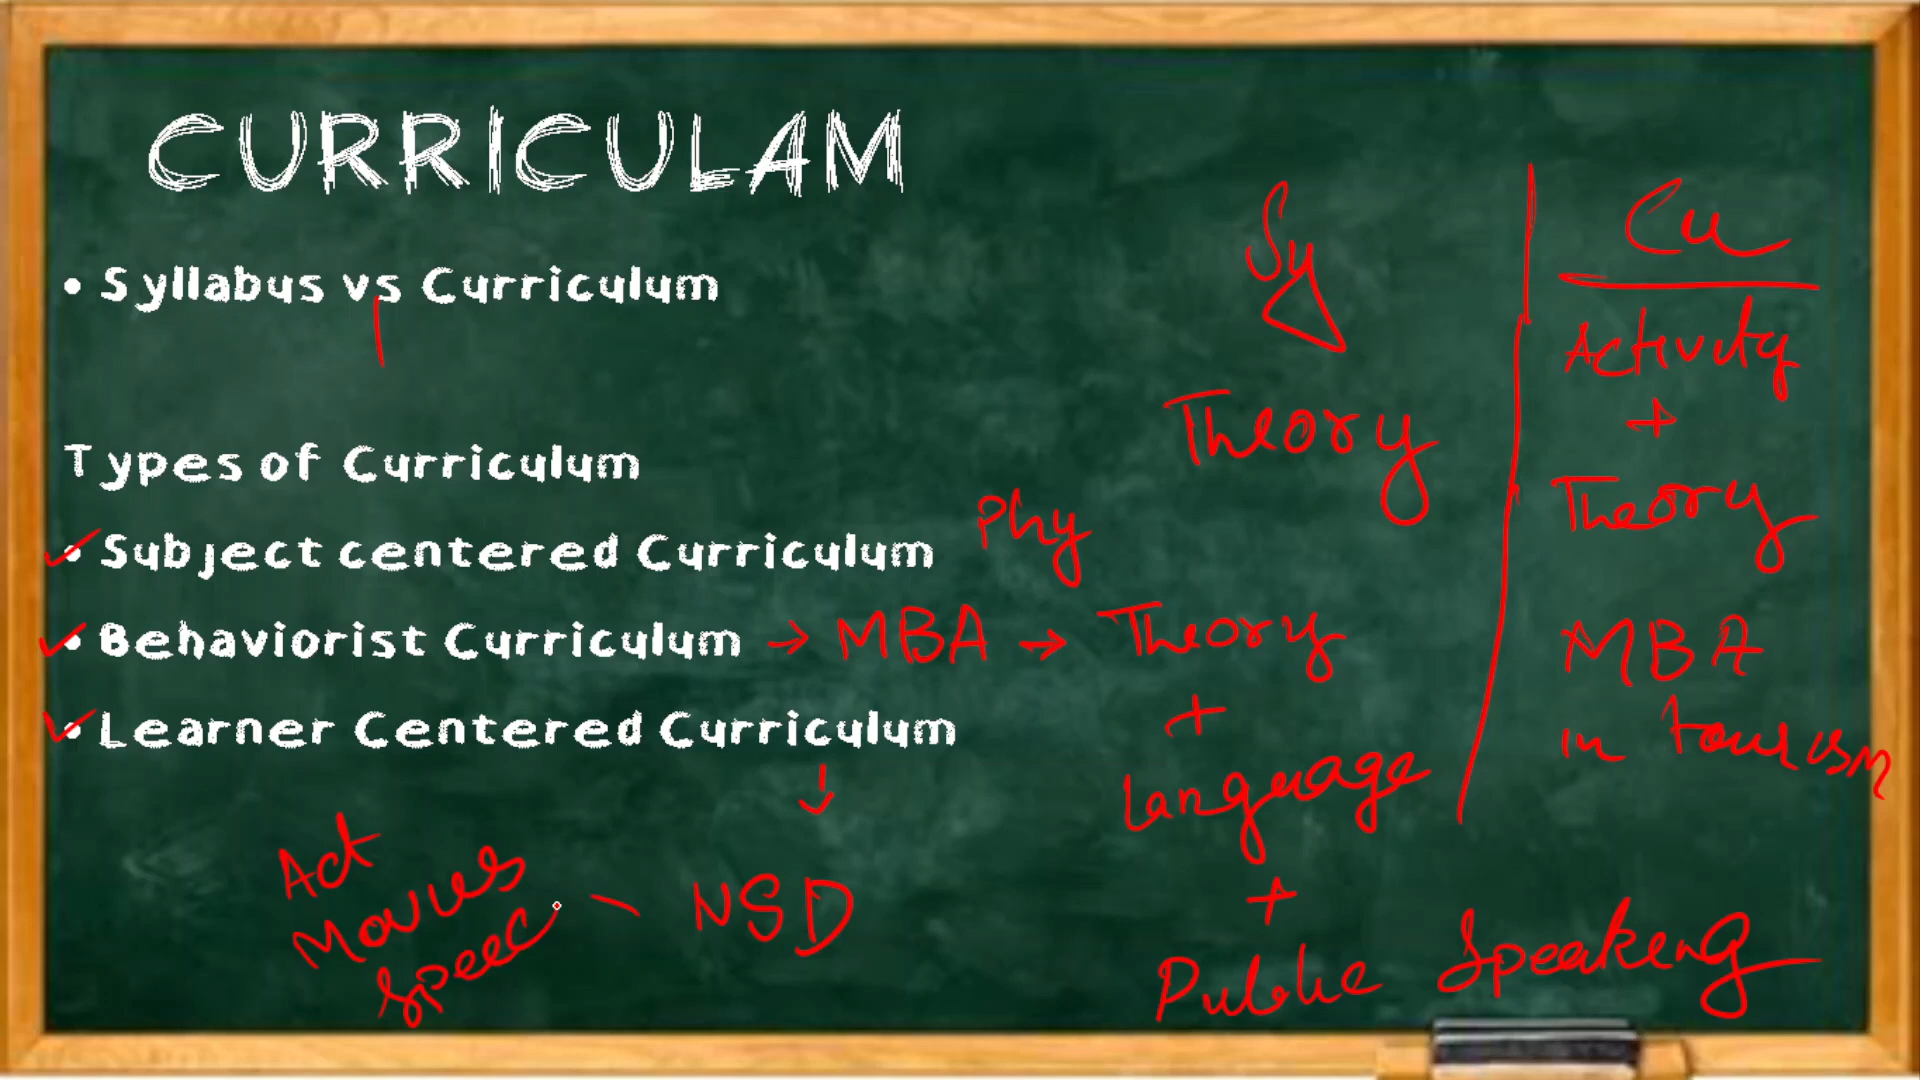 CURRICULAM
• Syllabus vs Curriculum
Types of Curriculum
• Subject centered Curriculum Phy
• Behaviorist Curriculum → MBA → Theory
+
Language
+
Public Speaking
• Learner Centered Curriculum
↓
NSD
Act
Movies
Speec
Sy
Theory
Cu
Activity
+
Theory
MBA
in tourism